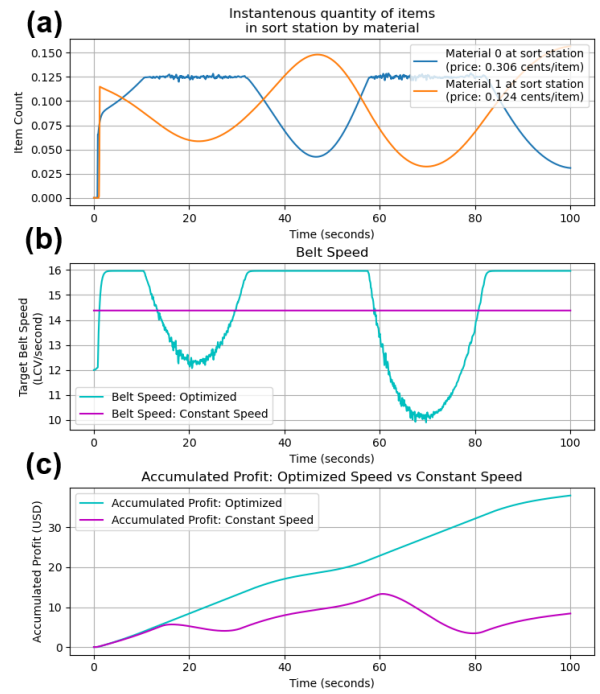 (a)
Instantenous quantity of items
in sort station by material
Item Count
0.150
0.125
0.100
0.075
0.050
0.025
0.000
Material 0 at sort station
(price: 0.306 cents/item)
Material 1 at sort station
(price: 0.124 cents/item)
0
20
40
60
80
100
Time (seconds)
(b)
Belt Speed
Target Belt Speed
(LCV/second)
16
15
14
13
12
11
10
Belt Speed: Optimized
Belt Speed: Constant Speed
0
20
40
60
80
100
Time (seconds)
(c)
Accumulated Profit: Optimized Speed vs Constant Speed
Accumulated Profit (USD)
30
20
10
0
Accumulated Profit: Optimized
Accumulated Profit: Constant Speed
0
20
40
60
80
100
Time (seconds)